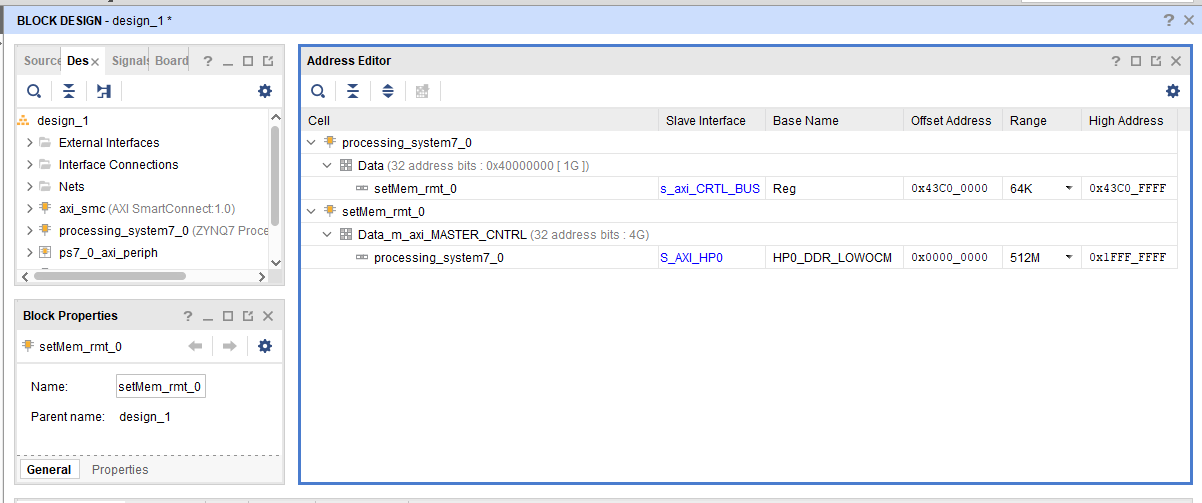 BLOCK DESIGN - design_1 *
Source Des Signals Board
design_1
External Interfaces
Interface Connections
Nets
axi_smc (AXI SmartConnect:1.0)
processing_system7_0 (ZYNQ7 Proce
ps7_0_axi_periph
Block Properties
setMem_rmt_0
Name: setMem_rmt_0
Parent name: design_1
General Properties
Address Editor
Cell Slave Interface Base Name Offset Address Range High Address
processing_system7_0
Data (32 address bits : 0x40000000 [ 1G ])
setMem_rmt_0 s_axi_CRTL_BUS Reg 0x43C0_0000 64K 0x43C0_FFFF
setMem_rmt_0
Data_m_axi_MASTER_CNTRL (32 address bits : 4G)
processing_system7_0 S_AXI_HP0 HP0_DDR_LOWOCM 0x0000_0000 512M 0x1FFF_FFFF